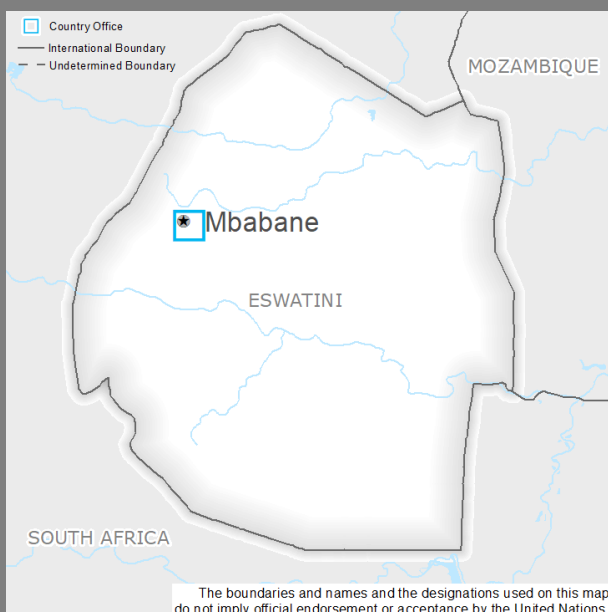 Country Office
International Boundary
Undetermined Boundary
MOZAMBIQUE
Mbabane
ESWATINI
SOUTH AFRICA
The boundaries and names and the designations used on this map
do not imply official endorsement or acceptance by the United Nations.